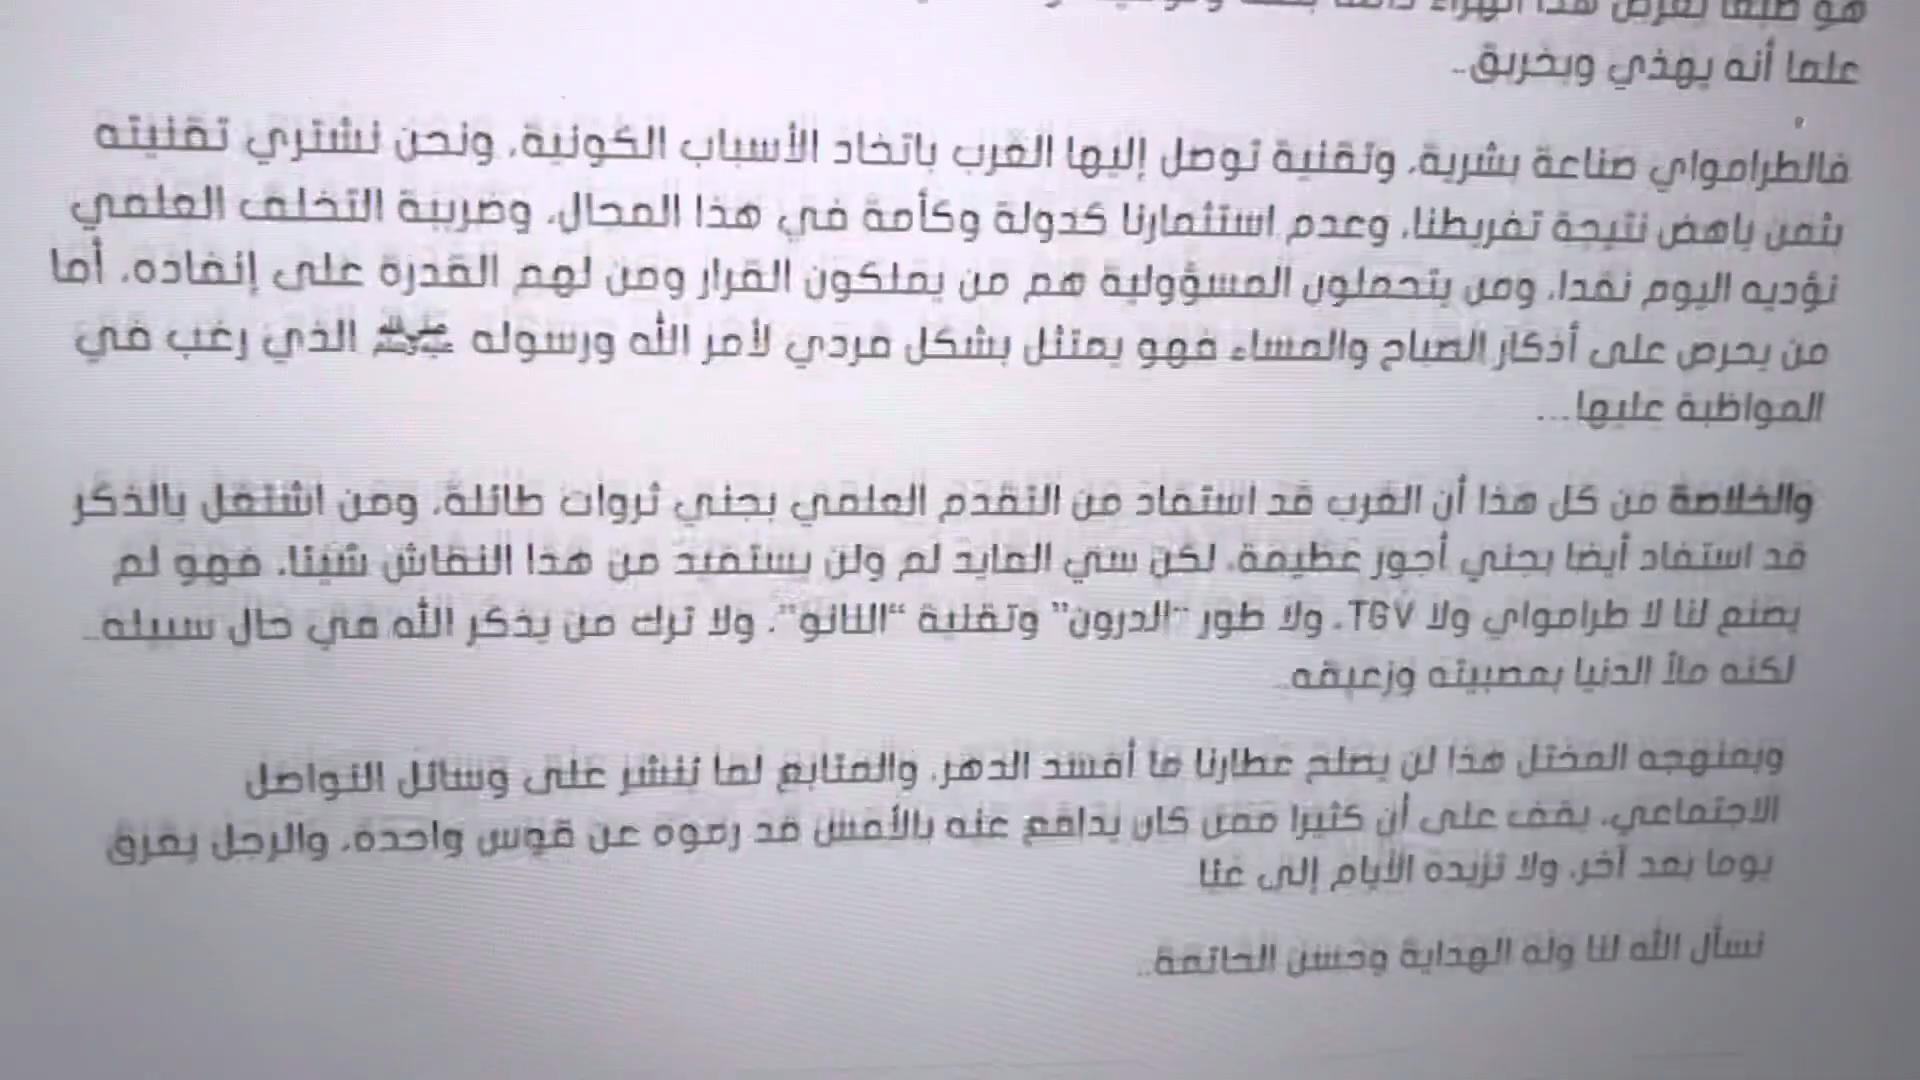 علما أنه يهذي ويخربق..
فالطرامواي صناعة بشرية، وتقنية توصل إليها الغرب باتخاد الأسباب الكونية، ونحن نشتري تقنيته
بثمن باهض نتيجة تفريطنا، وعدم استثمارنا كدولة وكأمة في هذا المجال، وضريبة التخلف العلمي
نؤديه اليوم نقدا، ومن يتحملون المسؤولية هم من يملكون القرار ومن لهم القدرة على إنفاده، أما
من يحرص على أذكار الصباح والمساء فهو يمتثل بشكل فردي لأمر الله ورسوله ﷺ الذي رغب في
المواظبة عليها...
والخلاصة من كل هذا أن الغرب قد استفاد من التقدم العلمي بجني ثروات طائلة، ومن اشتغل بالذكر
قد استفاد أيضا بجني أجور عظيمة، لكن سي العايد لم ولن يستفيد من هذا النقاش شيئا، فهو لم
يصنع لنا لا طرامواي ولا TGV، ولا طور "الدرون" وتقنية "النانو"، ولا ترك من يذكر الله في حال سبيله..
لكنه ملأ الدنيا بعصبيته وزعيقه..
وبمنهجه المختل هذا لن يصلح عطارنا ما أفسد الدهر، والمتابع لما ننشر على وسائل التواصل
الاجتماعي، يقف على أن كثيرا ممن كان يدافع عنه بالأمس قد رموه عن قوس واحدة، والرجل يغرق
يوما بعد آخر، ولا تزيده الأيام إلى عنا
نسأل الله لنا وله الهداية وحسن الخاتمة..